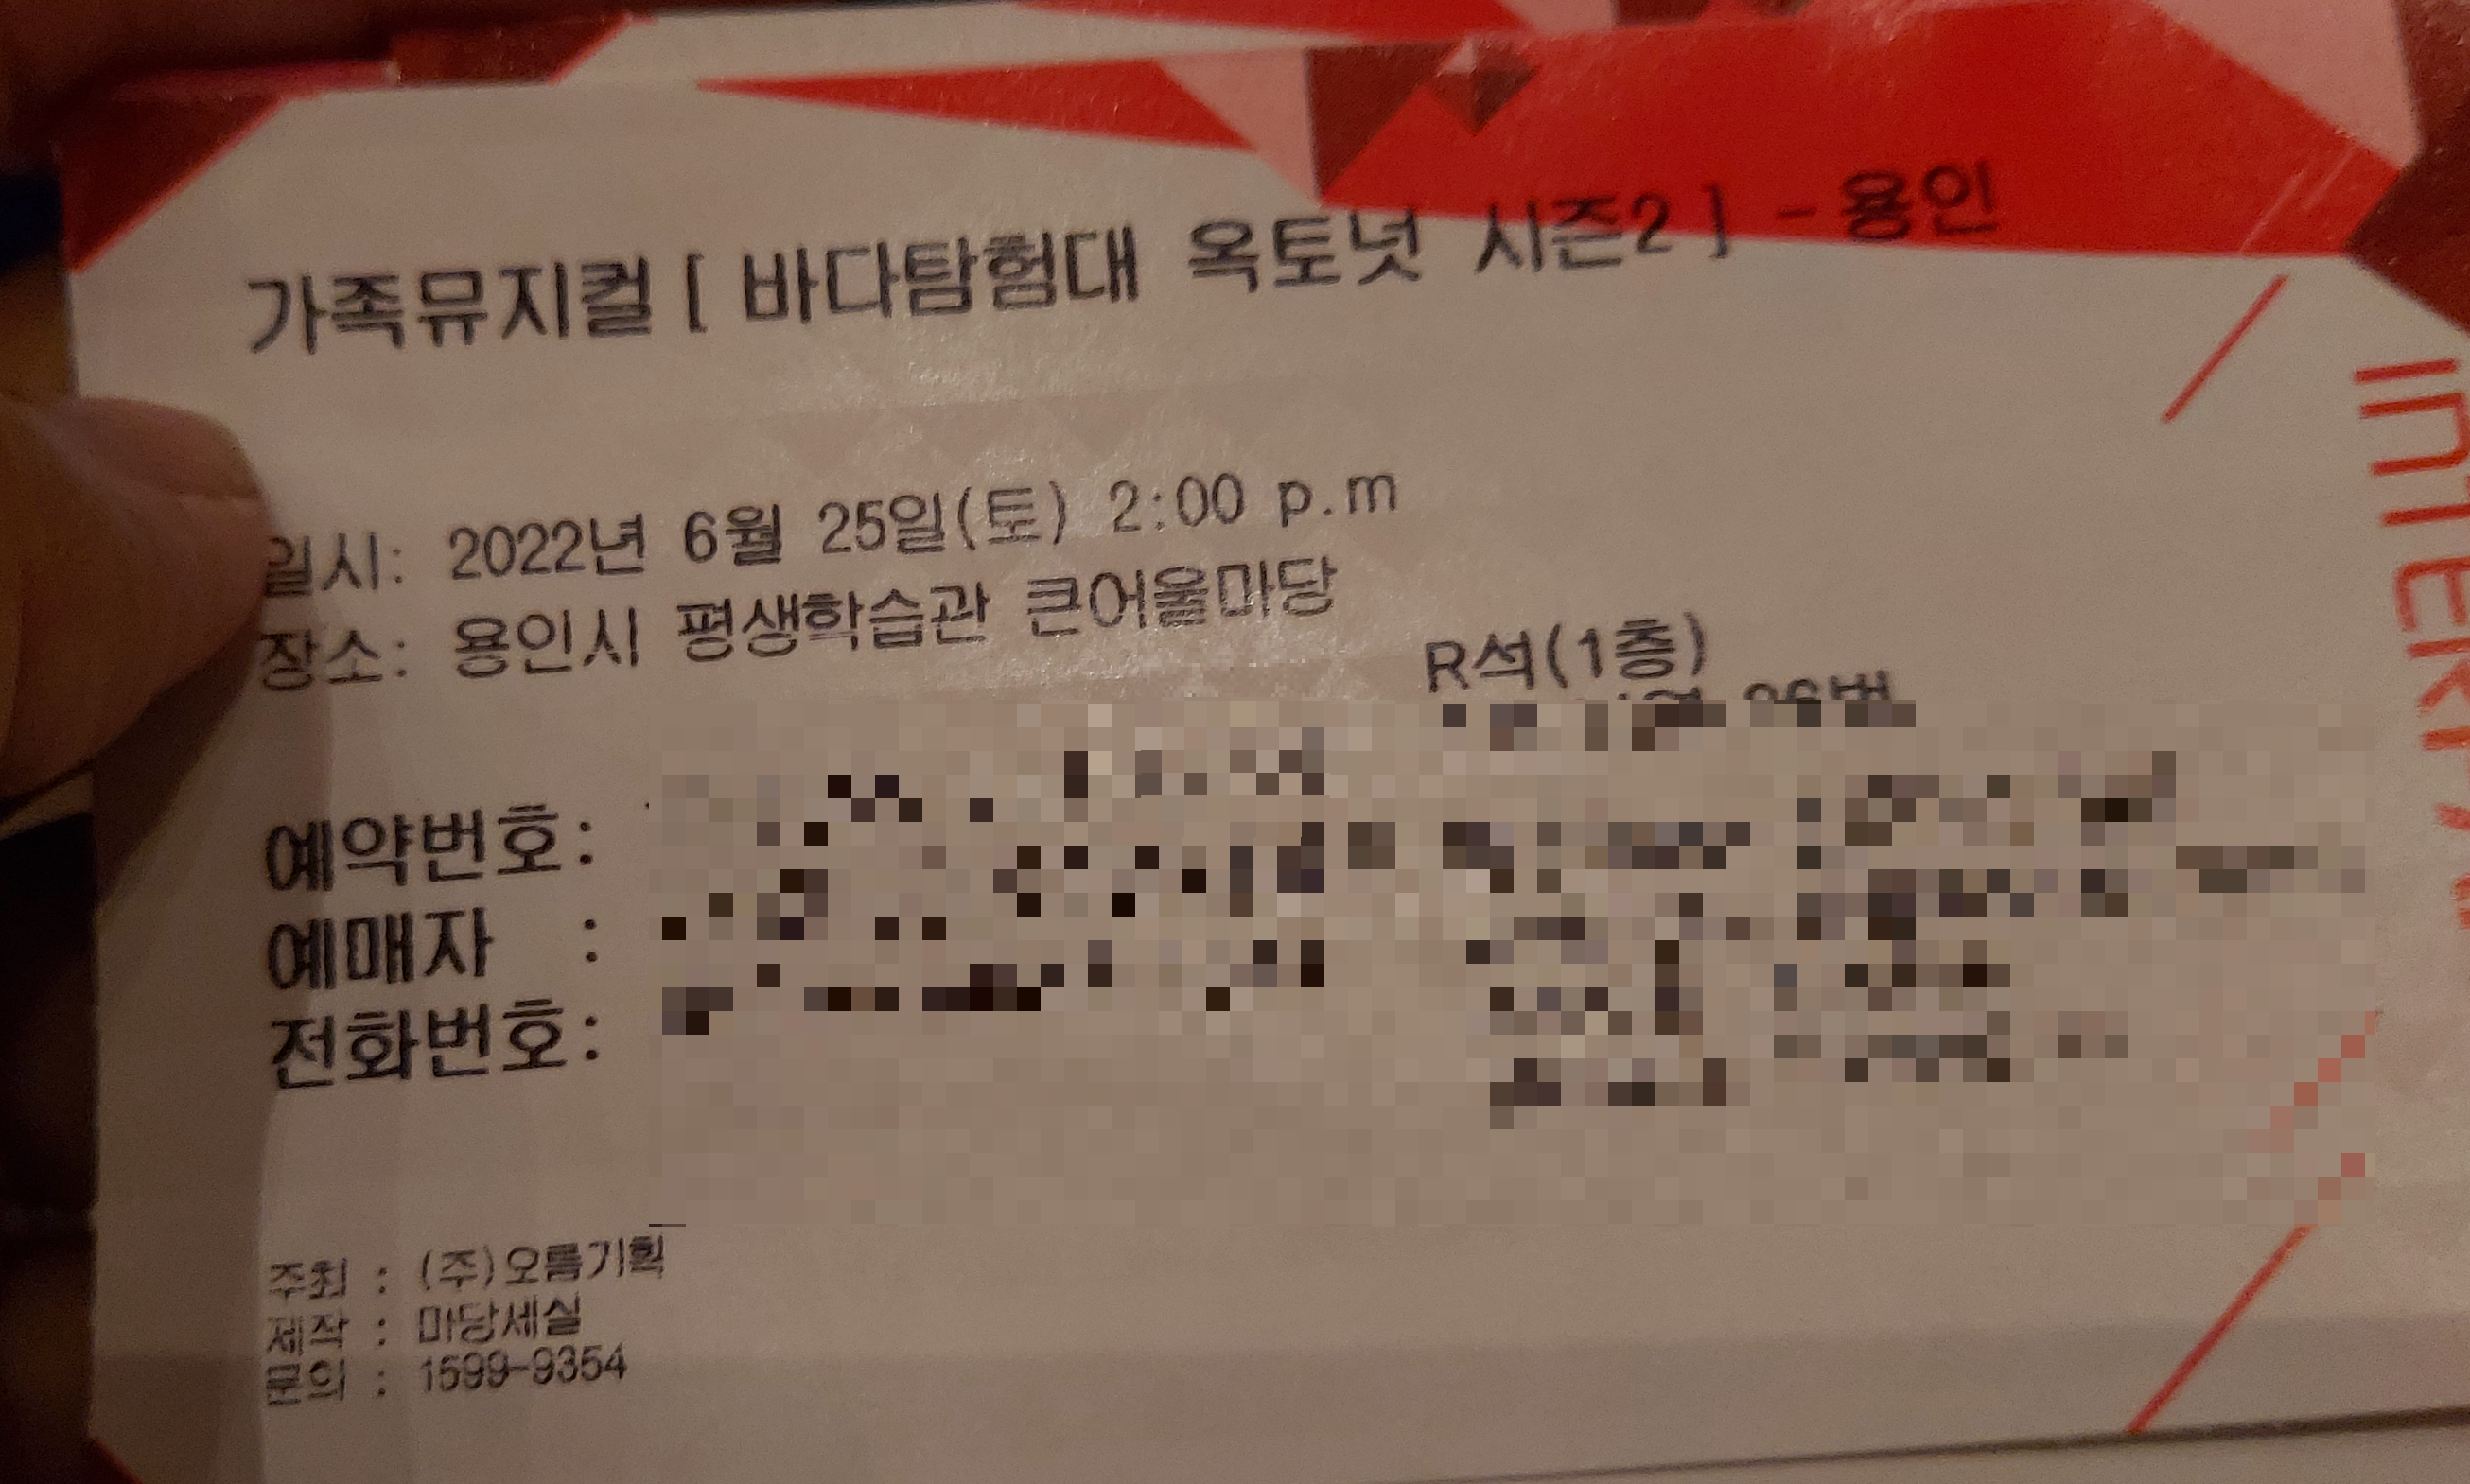 가족뮤지컬 [ 바다탐험대 옥토넛 시즌2 ] -용인
일시: 2022년 6월 25일(토) 2:00 p.m
장소: 용인시 평생학습관 큰어울마당
R석(1층)
예약번호:
예매자 :
전화번호:
주최 : (주)오름기획
제작 : 마당세실
문의 : 1599-9354